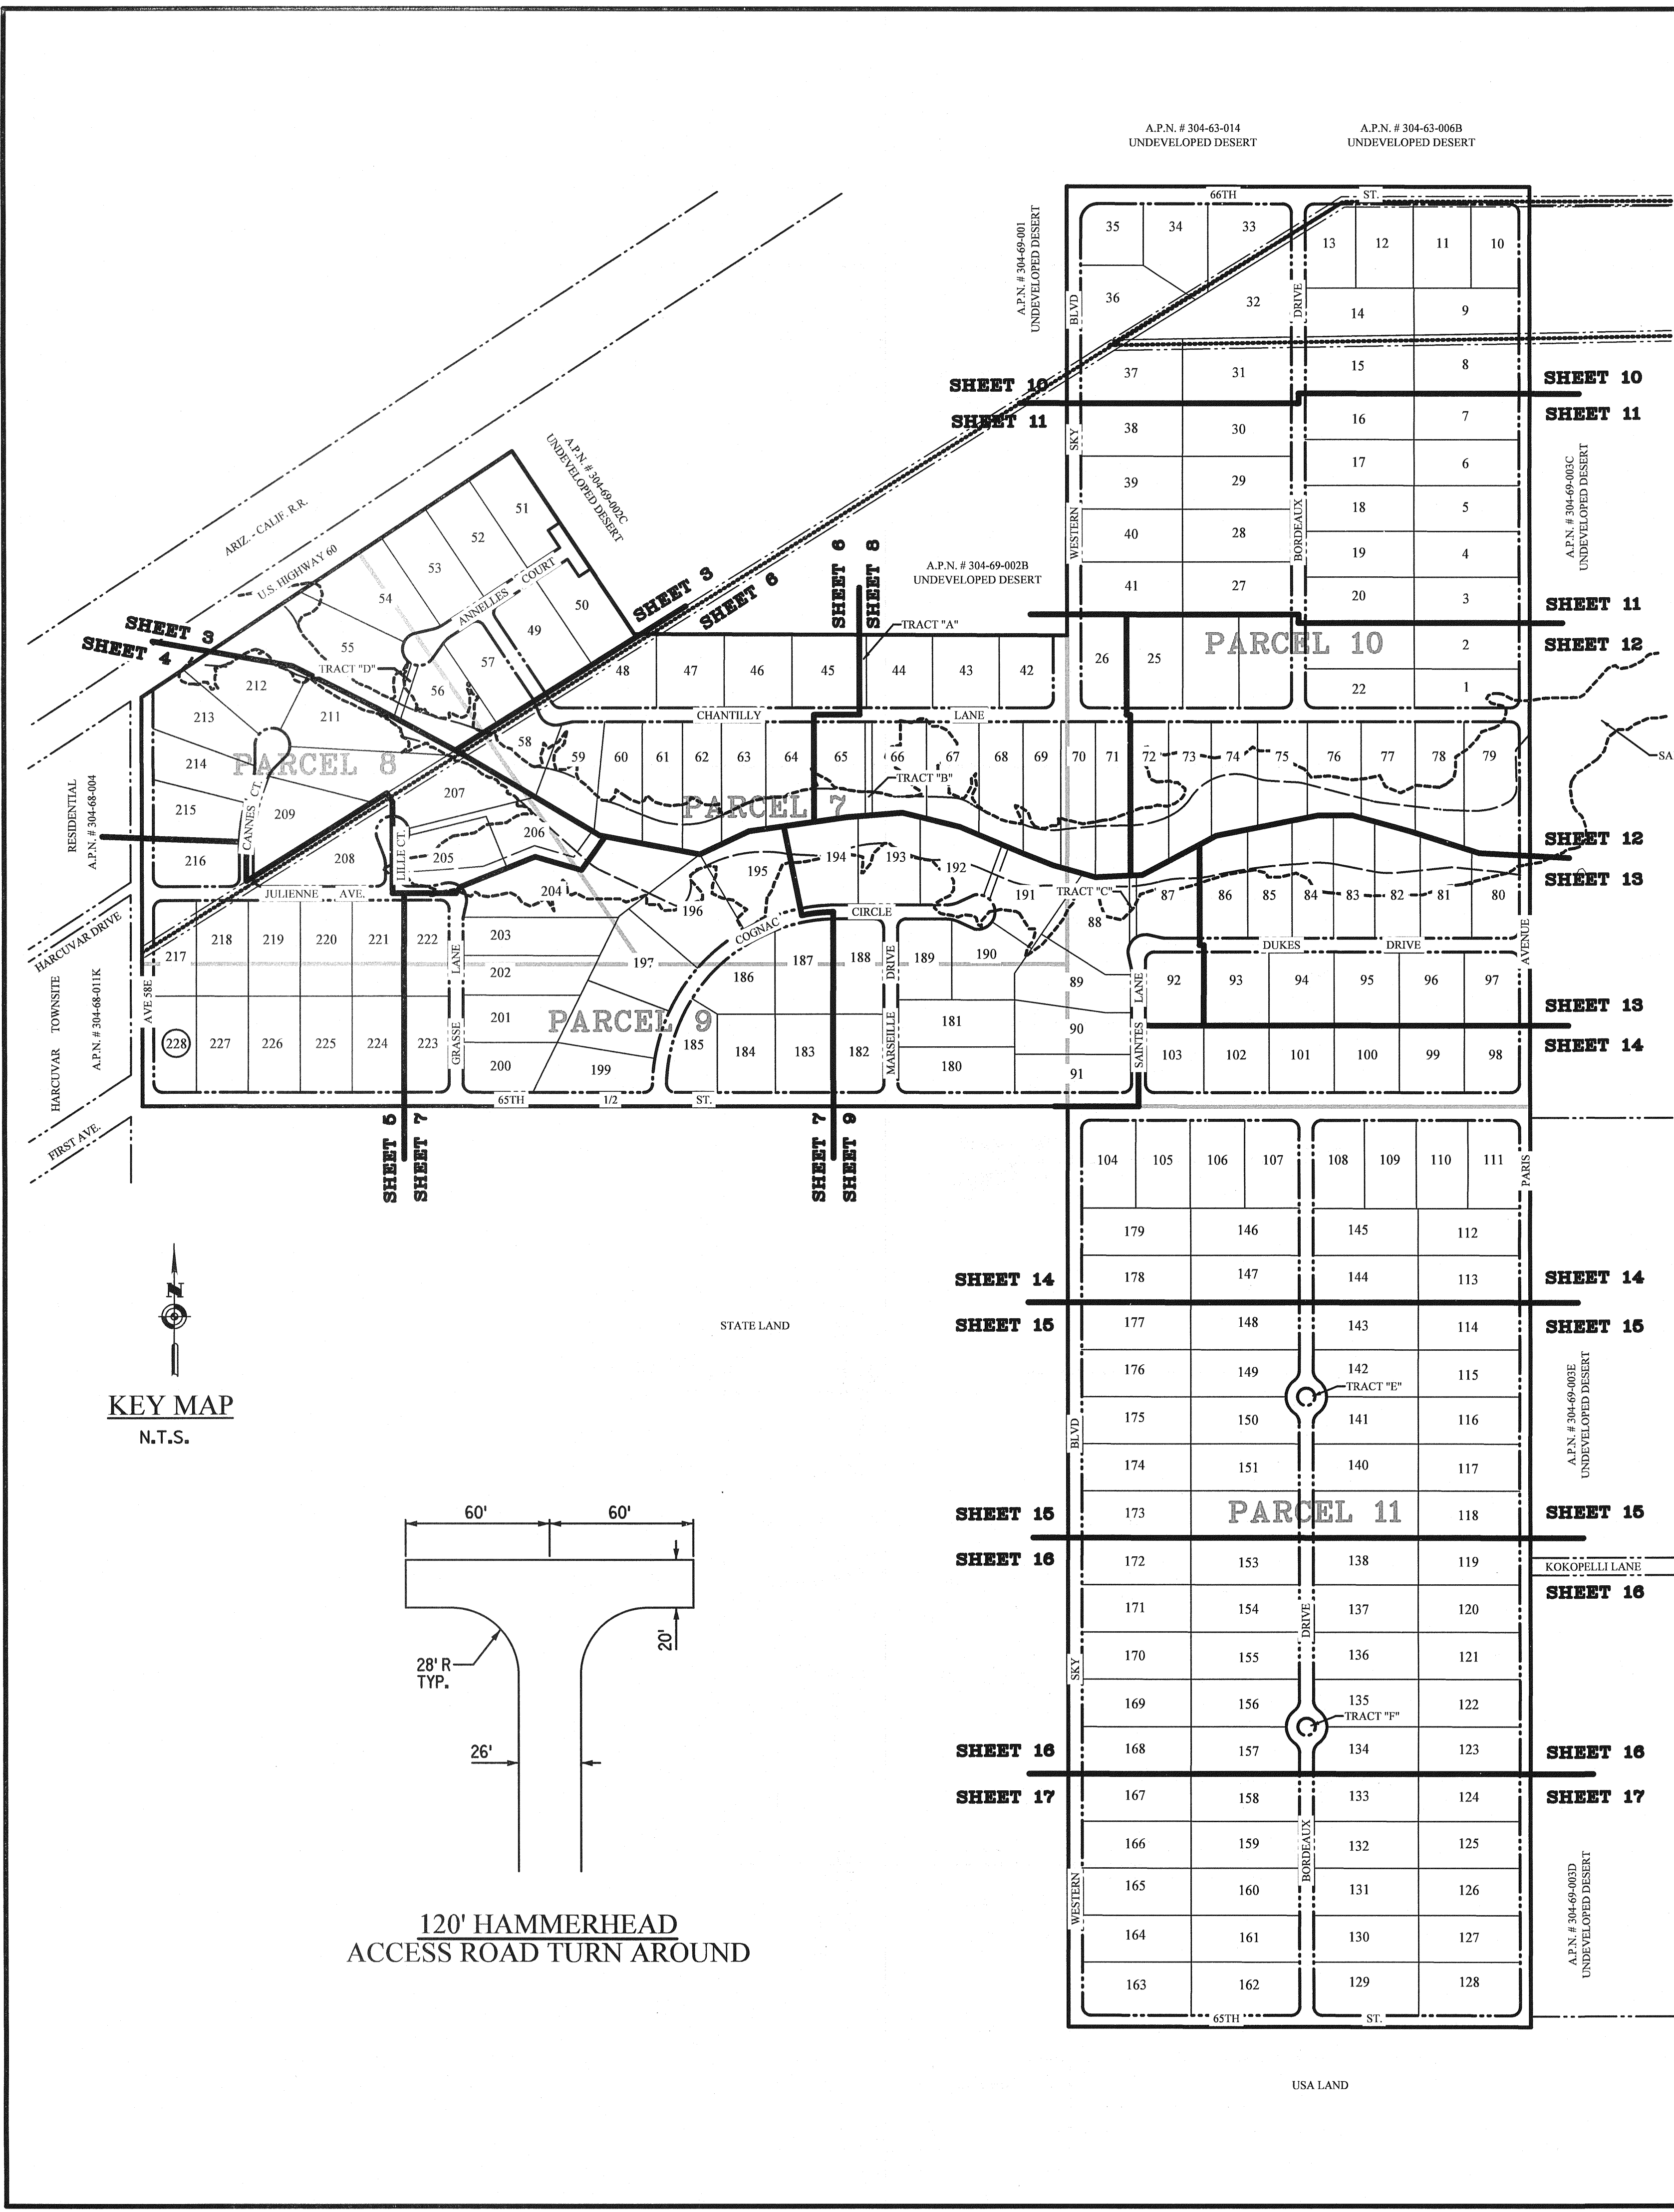 A.P.N. # 304-63-014
UNDEVELOPED DESERT
A.P.N. # 304-63-006B
UNDEVELOPED DESERT
66TH ST.
A.P.N. # 304-69-001
UNDEVELOPED DESERT
35 34 33 13 12 11 10
36 32 14 9
BLVD DRIVE
37 31 15 8
SHEET 10 SHEET 10
SHEET 11 SHEET 11
38 30 16 7
SKY
39 29 17 6
A.P.N. # 304-69-003C
UNDEVELOPED DESERT
40 28 18 5
WESTERN BORDEAUX
19 4
41 27 20 3
SHEET 11
SHEET 12
PARCEL 10
26 25 2
22 1
A.P.N. # 304-69-002C
UNDEVELOPED DESERT
ARIZ. - CALIF. R.R.
U.S. HIGHWAY 60
51
52
53
54
55
ANNELLES COURT
50
49
57
56
TRACT "D"
SHEET 3
SHEET 6
SHEET 6
SHEET 8
A.P.N. # 304-69-002B
UNDEVELOPED DESERT
TRACT "A"
SHEET 3
SHEET 4
48 47 46 45 44 43 42
CHANTILLY LANE
212
213 211
214
PARCEL 8
215 209
216
CANNES CT.
207
208
LILLE CT.
205
206
204
58 59 60 61 62 63 64 65 66 67 68 69 70 71 72 73 74 75 76 77 78 79
TRACT "B"
PARCEL 7
SA
RESIDENTIAL
A.P.N. # 304-68-004
SHEET 12
SHEET 13
JULIENNE AVE.
196 195 194 193 192 191
TRACT "C"
88 87 86 85 84 83 82 81 80
COGNAC CIRCLE
DUKES DRIVE
AVENUE
HARCUVAR DRIVE
217 218 219 220 221 222
203
202
201
200
197
199
186 187 188 189 190
89
90
91
92 93 94 95 96 97
AVE 58E
GRASSE LANE
MARSEILLE DRIVE
SAINTES LANE
HARCUVAR TOWNSITE
A.P.N. # 304-68-011K
PARCEL 9
228 227 226 225 224 223
185 184 183 182 181
180
103 102 101 100 99 98
SHEET 13
SHEET 14
65TH 1/2 ST.
FIRST AVE.
SHEET 5
SHEET 7
SHEET 7
SHEET 9
104 105 106 107 108 109 110 111
PARIS
179 146 145 112
178 147 144 113
SHEET 14 SHEET 14
SHEET 15 SHEET 15
177 148 143 114
STATE LAND
N
KEY MAP
N.T.S.
176 149 142 115
TRACT "E"
175 150 141 116
BLVD
174 151 140 117
A.P.N. # 304-69-003E
UNDEVELOPED DESERT
173 118
PARCEL 11
SHEET 15 SHEET 15
SHEET 16 SHEET 16
172 153 138 119
KOKOPELLI LANE
171 154 137 120
DRIVE
170 155 136 121
SKY
169 156 135 122
TRACT "F"
168 157 134 123
SHEET 16 SHEET 16
SHEET 17 SHEET 17
167 158 133 124
166 159 132 125
BORDEAUX
165 160 131 126
WESTERN
164 161 130 127
163 162 129 128
A.P.N. # 304-69-003D
UNDEVELOPED DESERT
65TH ST.
USA LAND
60' 60'
20'
28' R
TYP.
26'
120' HAMMERHEAD
ACCESS ROAD TURN AROUND